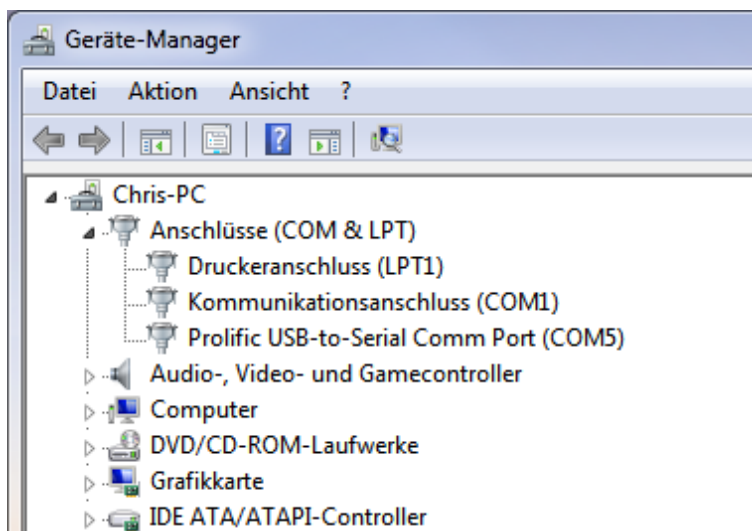 Geräte-Manager
Datei Aktion Ansicht ?
Chris-PC
Anschlüsse (COM & LPT)
Druckeranschluss (LPT1)
Kommunikationsanschluss (COM1)
Prolific USB-to-Serial Comm Port (COM5)
Audio-, Video- und Gamecontroller
Computer
DVD/CD-ROM-Laufwerke
Grafikkarte
IDE ATA/ATAPI-Controller